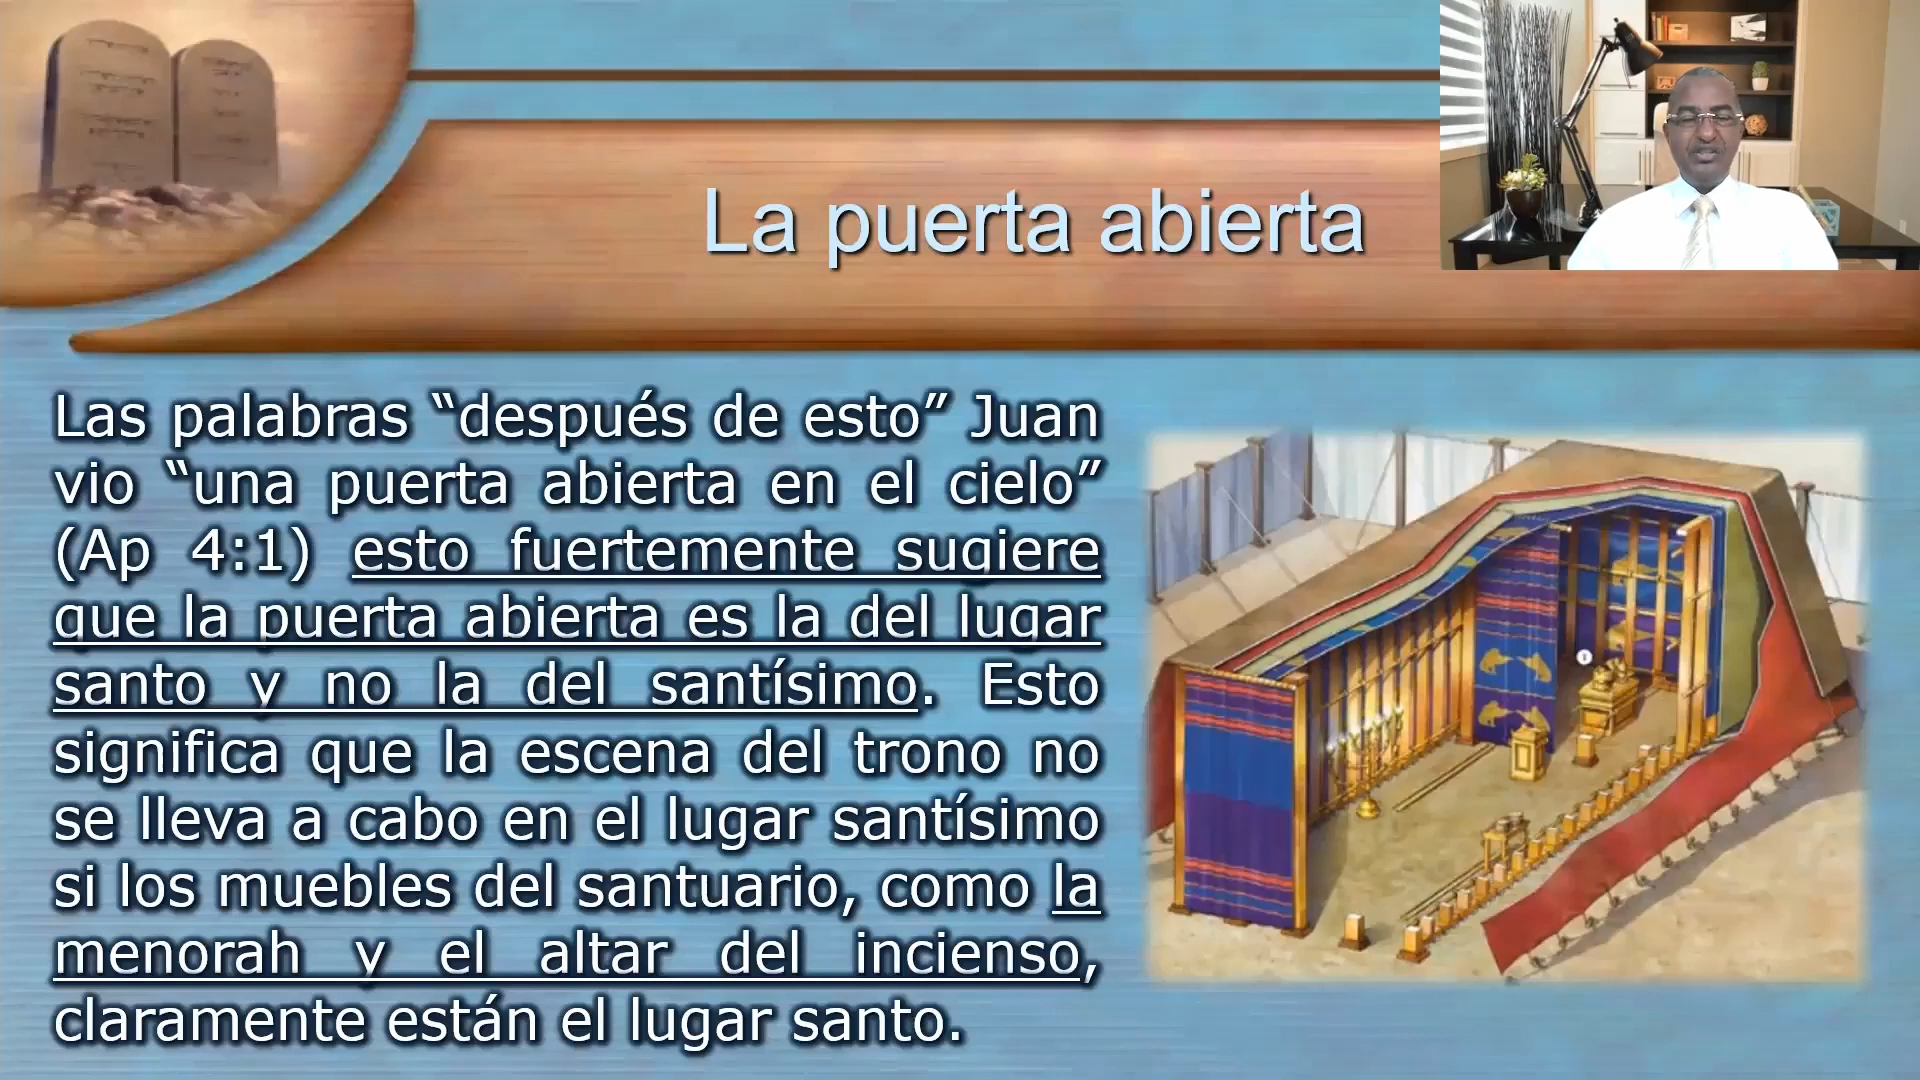 La puerta abierta
Las palabras “después de esto” Juan
vio “una puerta abierta en el cielo”
(Ap 4:1) esto fuertemente sugiere
que la puerta abierta es la del lugar
santo y no la del santísimo. Esto
significa que la escena del trono no
se lleva a cabo en el lugar santísimo
si los muebles del santuario, como la
menorah y el altar del incienso,
claramente están el lugar santo.